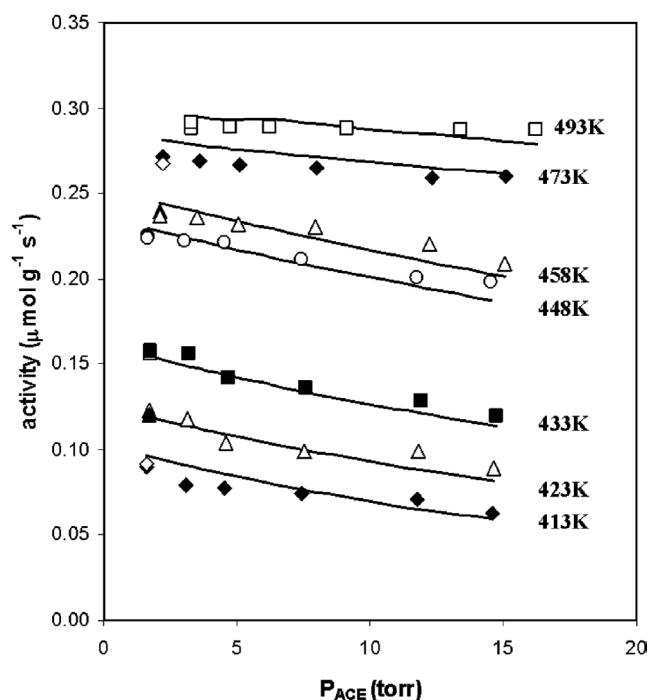 0.35
0.30
0.25
0.20
0.15
0.10
0.05
0.00
activity (μmol g⁻¹ s⁻¹)
493K
473K
458K
448K
433K
423K
413K
0 5 10 15 20
P_ACE (torr)